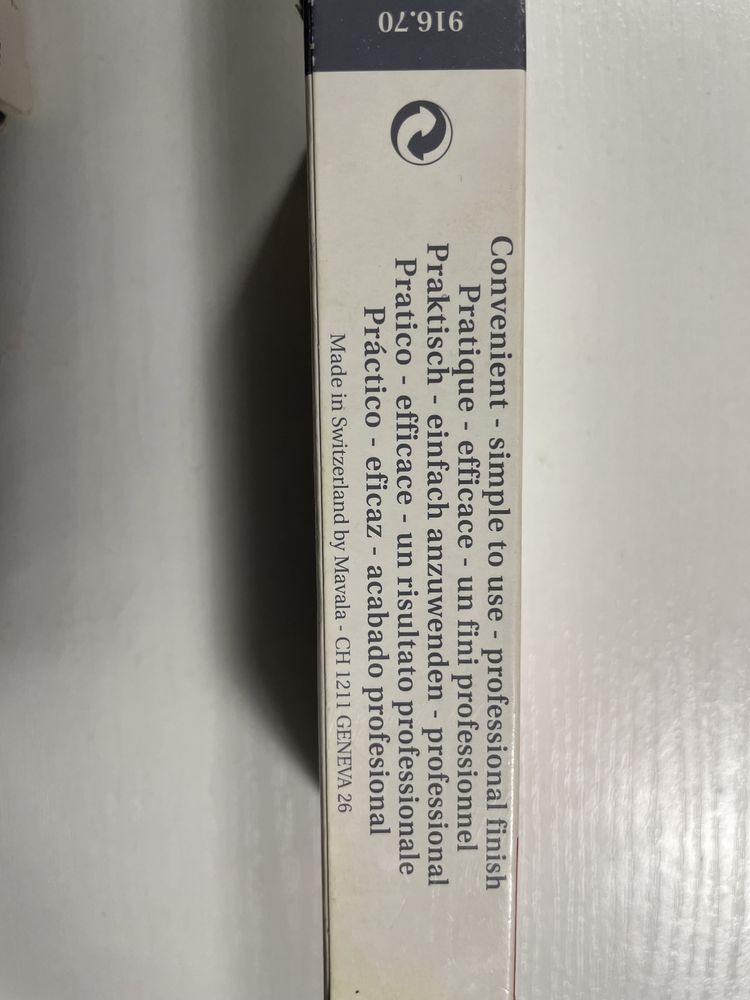 916.70
Convenient - simple to use - professional finish
Pratique - efficace - un fini professionnel
Praktisch - einfach anzuwenden - professional
Pratico - efficace - un risultato professionale
Práctico - eficaz - acabado profesional
Made in Switzerland by Mavala - CH 1211 GENEVA 26